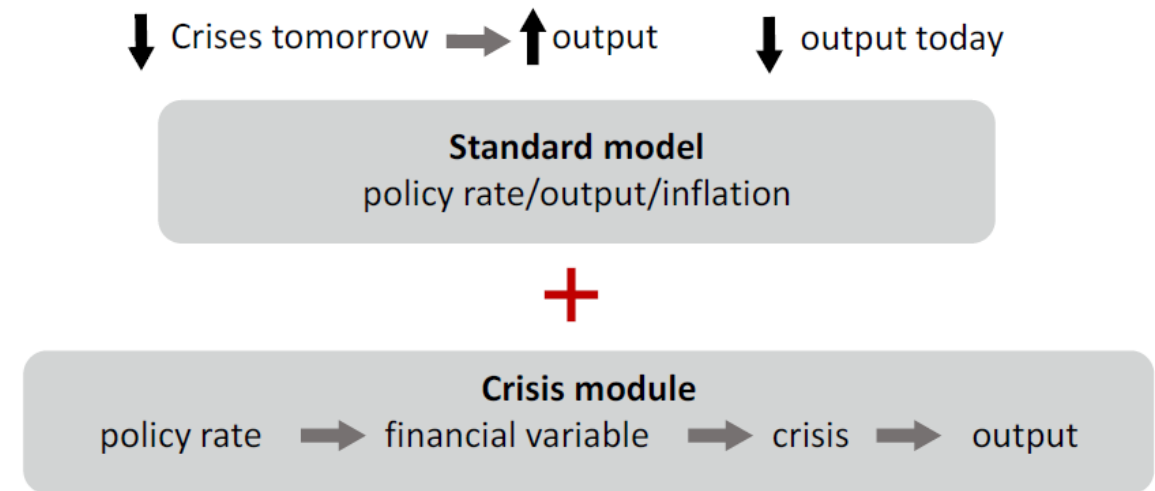 Crises tomorrow output output today
Standard model
policy rate/output/inflation
+
Crisis module
policy rate financial variable crisis output